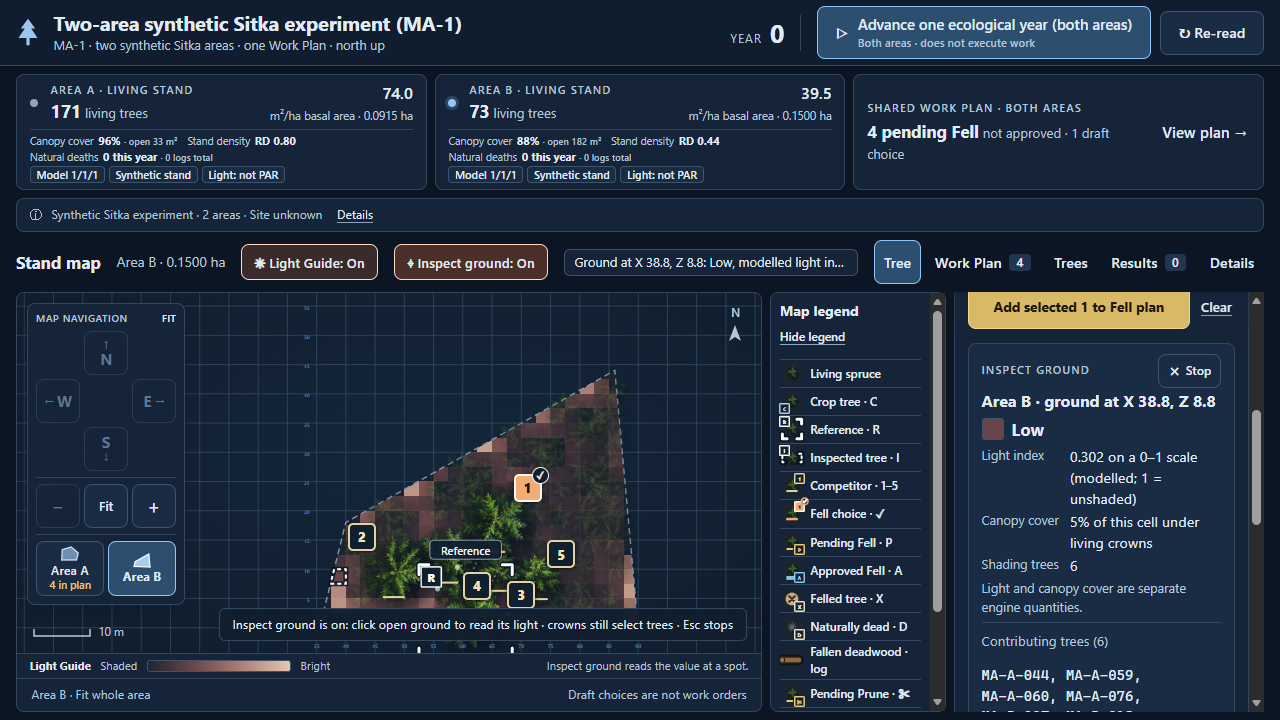 Two-area synthetic Sitka experiment (MA-1)
MA-1 · two synthetic Sitka areas · one Work Plan · north up
YEAR 0
Advance one ecological year (both areas)
Both areas · does not execute work
↻ Re-read
AREA A · LIVING STAND
74.0
171 living trees
m²/ha basal area · 0.0915 ha
Canopy cover 96% · open 33 m² Stand density RD 0.80
Natural deaths 0 this year · 0 logs total
Model 1/1/1 Synthetic stand Light: not PAR
AREA B · LIVING STAND
39.5
73 living trees
m²/ha basal area · 0.1500 ha
Canopy cover 88% · open 182 m² Stand density RD 0.44
Natural deaths 0 this year · 0 logs total
Model 1/1/1 Synthetic stand Light: not PAR
SHARED WORK PLAN · BOTH AREAS
4 pending Fell not approved · 1 draft
choice
View plan →
Synthetic Sitka experiment · 2 areas · Site unknown Details
Stand map Area B · 0.1500 ha
Light Guide: On
Inspect ground: On
Ground at X 38.8, Z 8.8: Low, modelled light in...
Tree
Work Plan 4
Trees
Results 0
Details
MAP NAVIGATION FIT
↑
N
← W
E →
S
↓
− Fit +
Area A
4 in plan
Area B
10 m
N
1 ✓
2
Reference
5
R
4
3
Inspect ground is on: click open ground to read its light · crowns still select trees · Esc stops
Light Guide Shaded Bright
Inspect ground reads the value at a spot.
Area B · Fit whole area
Draft choices are not work orders
Map legend
Hide legend
Living spruce
Crop tree · C
Reference · R
Inspected tree · I
Competitor · 1–5
Fell choice · ✓
Pending Fell · P
Approved Fell · A
Felled tree · X
Naturally dead · D
Fallen deadwood ·
log
Pending Prune · ✂
Add selected 1 to Fell plan
Clear
INSPECT GROUND
✕ Stop
Area B · ground at X 38.8, Z 8.8
Low
Light index 0.302 on a 0–1 scale
(modelled; 1 =
unshaded)
Canopy cover 5% of this cell under
living crowns
Shading trees 6
Light and canopy cover are separate
engine quantities.
Contributing trees (6)
MA-A-044, MA-A-059,
MA-A-060, MA-A-076,